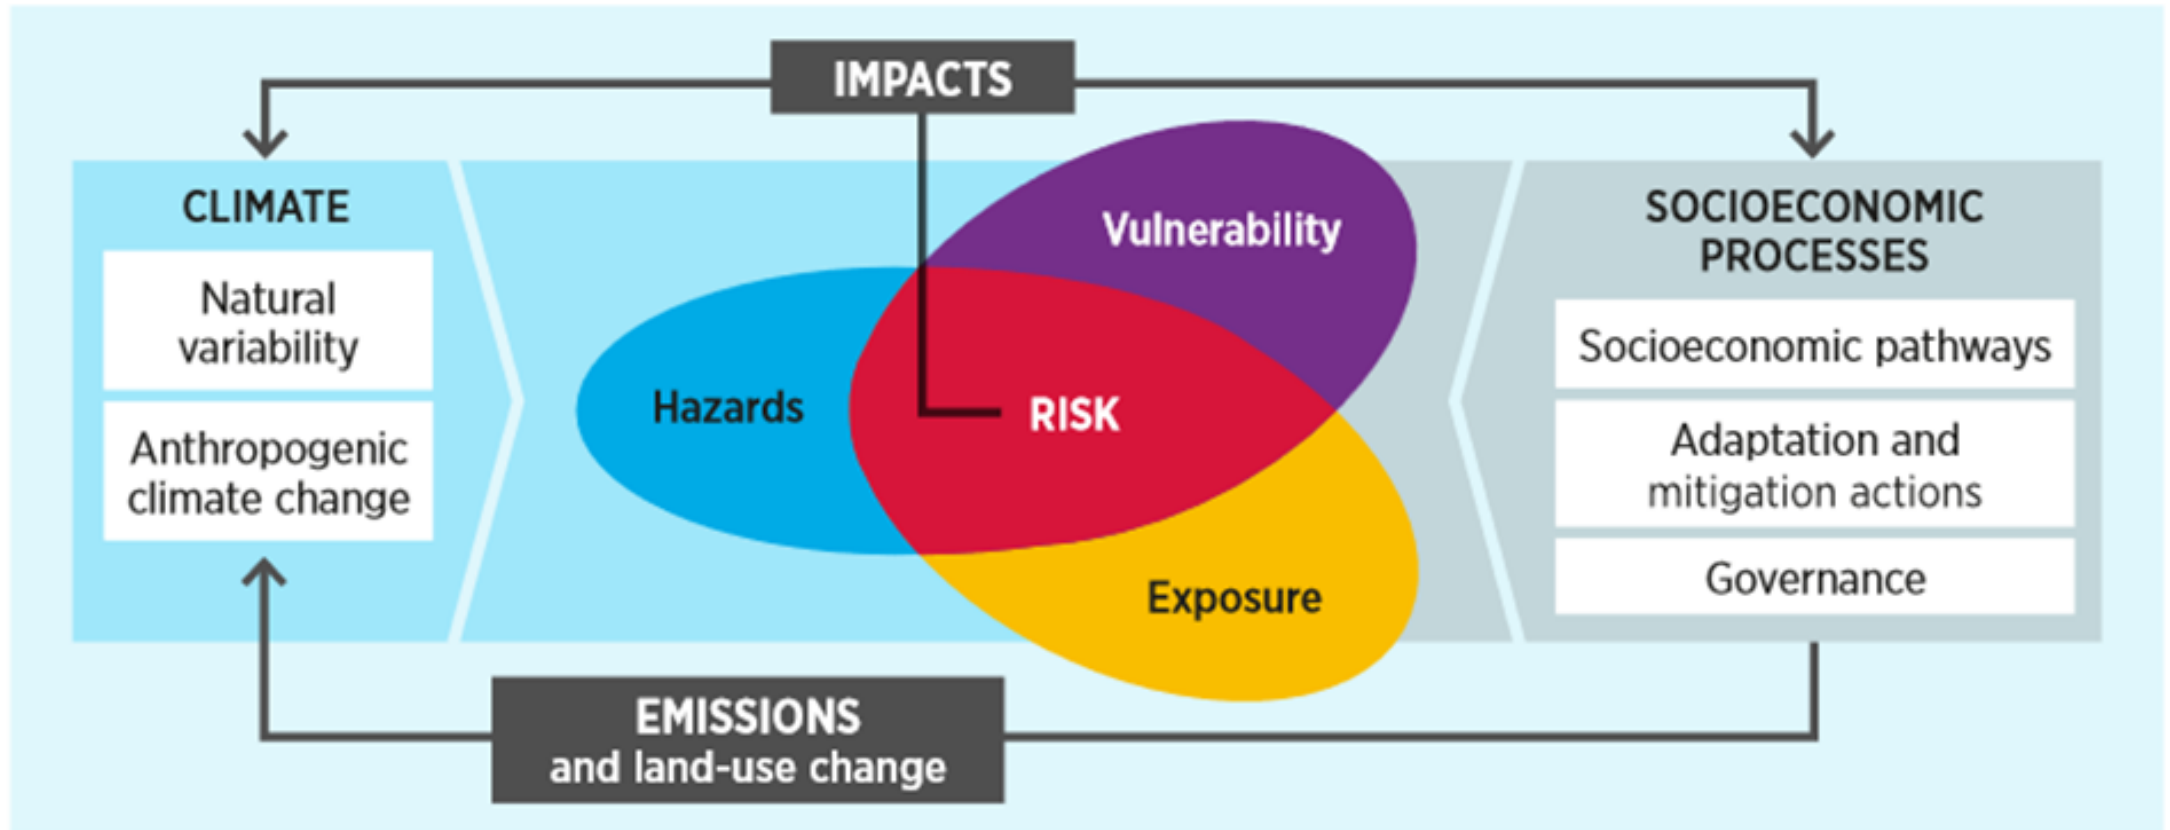 IMPACTS
CLIMATE
Natural
variability
Anthropogenic
climate change
Vulnerability
Hazards
RISK
Exposure
SOCIOECONOMIC
PROCESSES
Socioeconomic pathways
Adaptation and
mitigation actions
Governance
EMISSIONS
and land-use change